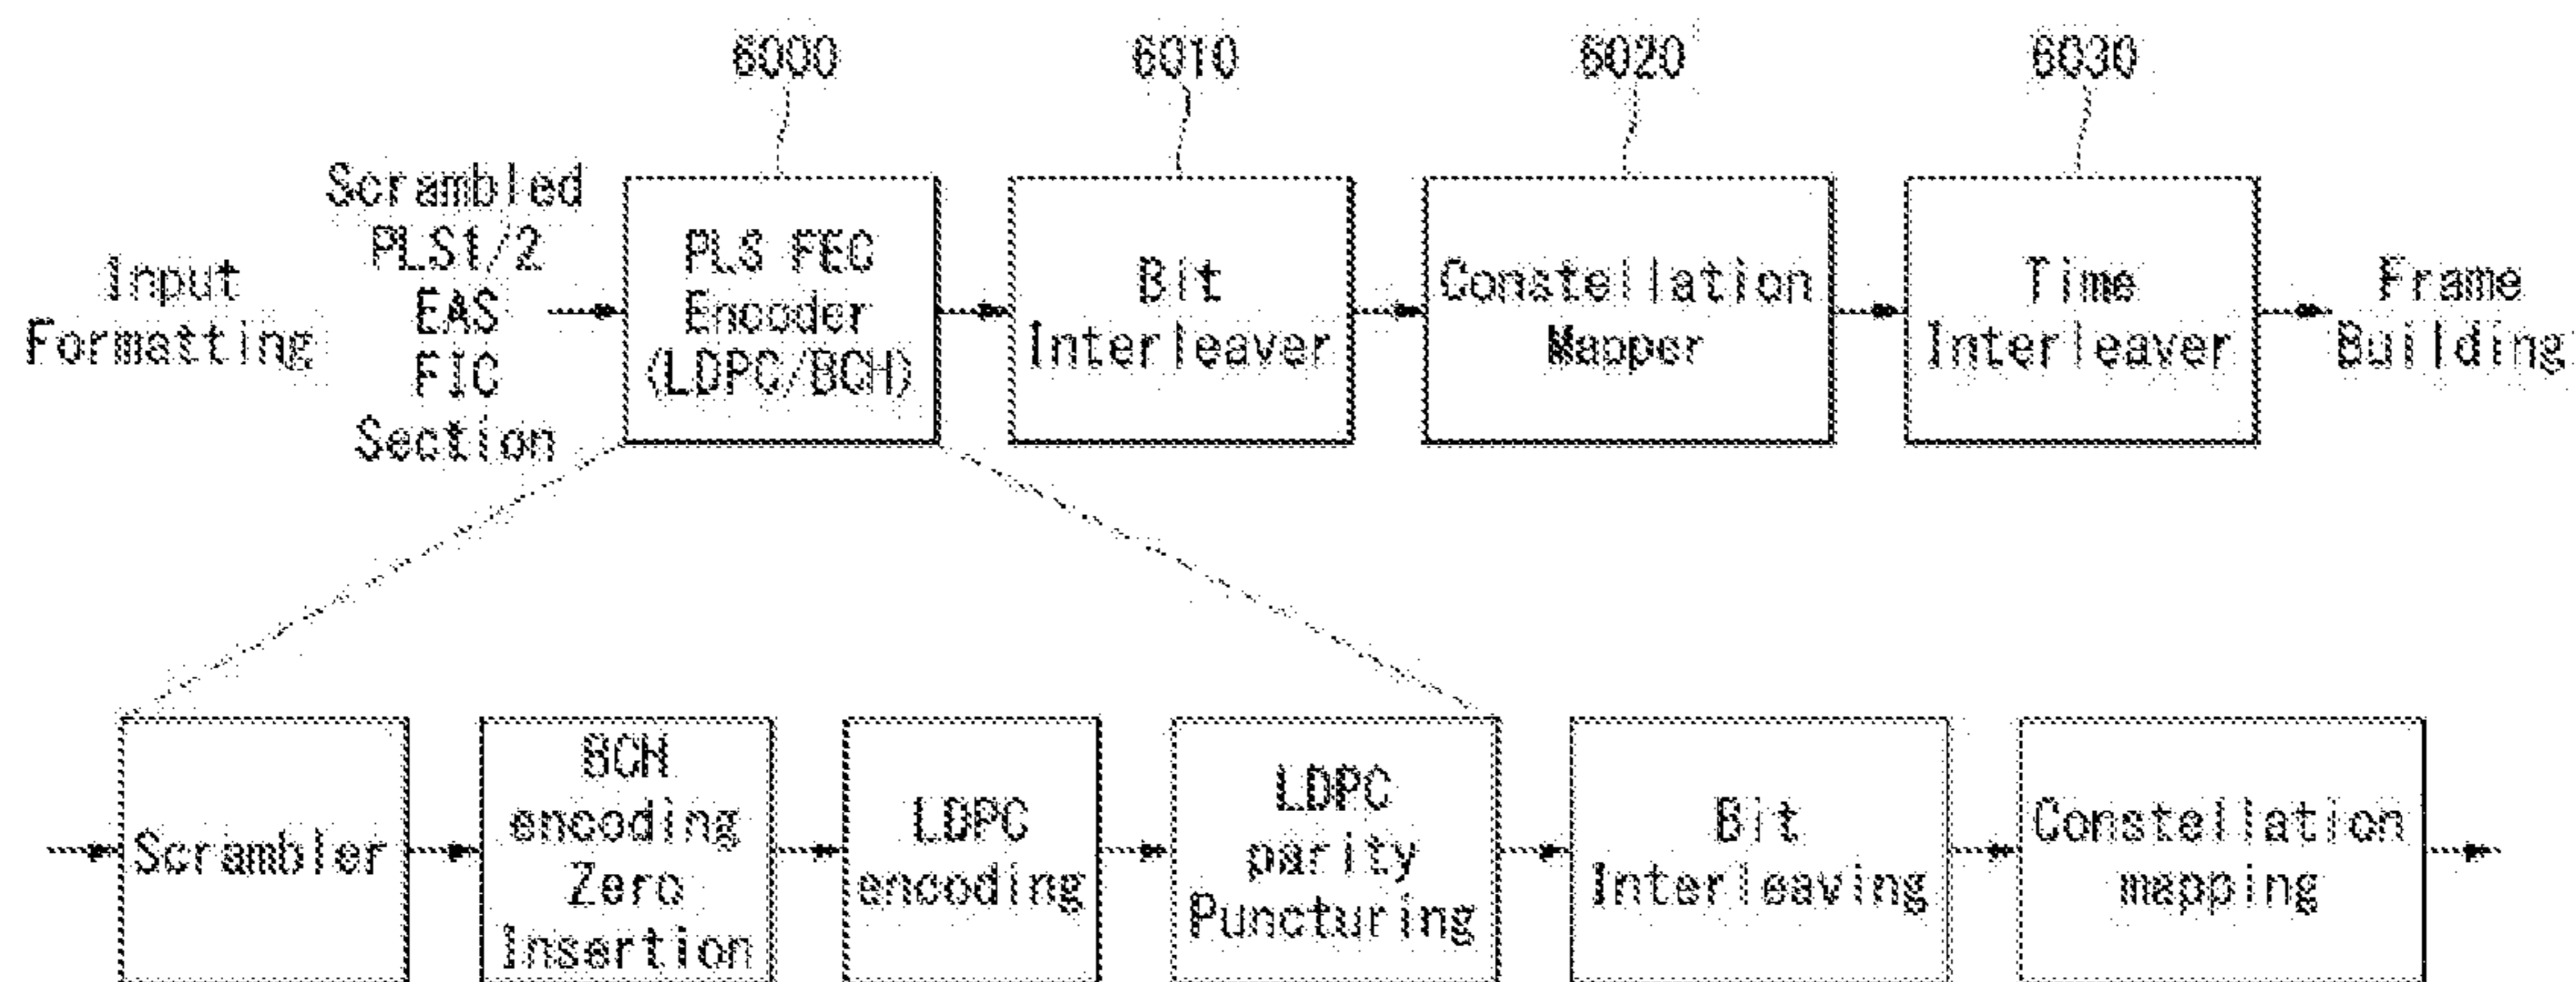 6000
6010
6020
6030
Input
Formatting
Scrambled
PLS1/2
EAS
FIC
Section
PLS FEC
Encoder
(LDPC/BCH)
Bit
Interleaver
Constellation
Mapper
Time
Interleaver
Frame
Building
Scrambler
BCH
encoding
Zero
Insertion
LDPC
encoding
LDPC
parity
Puncturing
Bit
Interleaving
Constellation
mapping